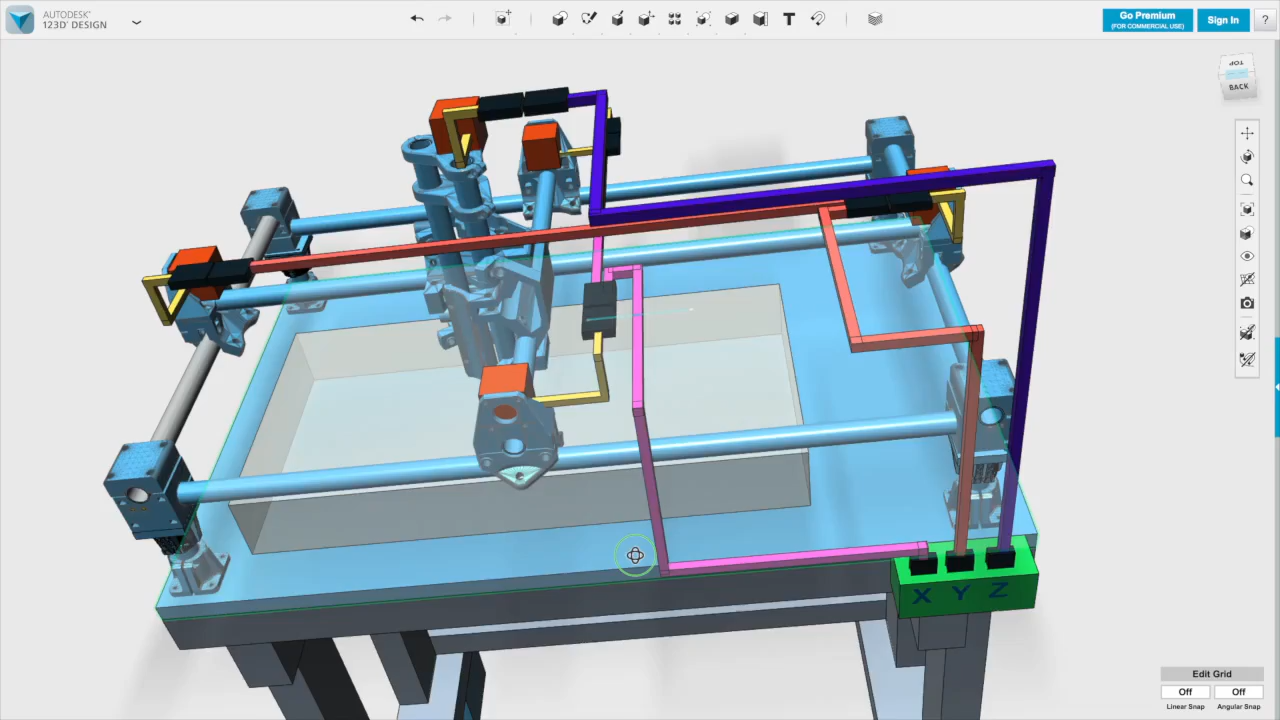 AUTODESK®
123D® DESIGN
T
Go Premium
(FOR COMMERCIAL USE)
Sign In
?
TOP
BACK
X Y Z
Edit Grid
Off
Off
Linear Snap
Angular Snap